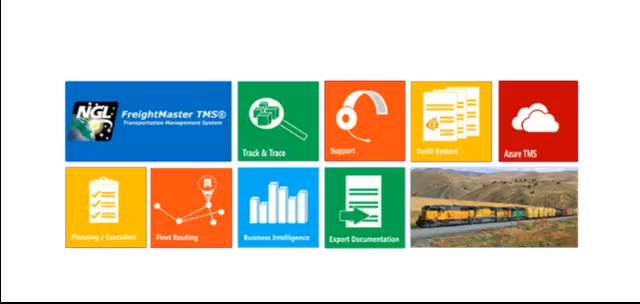 NGL
FreightMaster TMS®
Transportation Management System
Track & Trace
Support
Tariff System
Azure TMS
Planning / Execution
Fleet Routing
Business Intelligence
Export Documentation